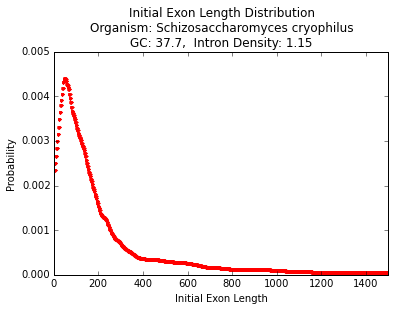 Initial Exon Length Distribution
Organism: Schizosaccharomyces cryophilus
GC: 37.7,  Intron Density: 1.15
0.005
0.004
0.003
0.002
0.001
0.000
Probability
0 200 400 600 800 1000 1200 1400
Initial Exon Length